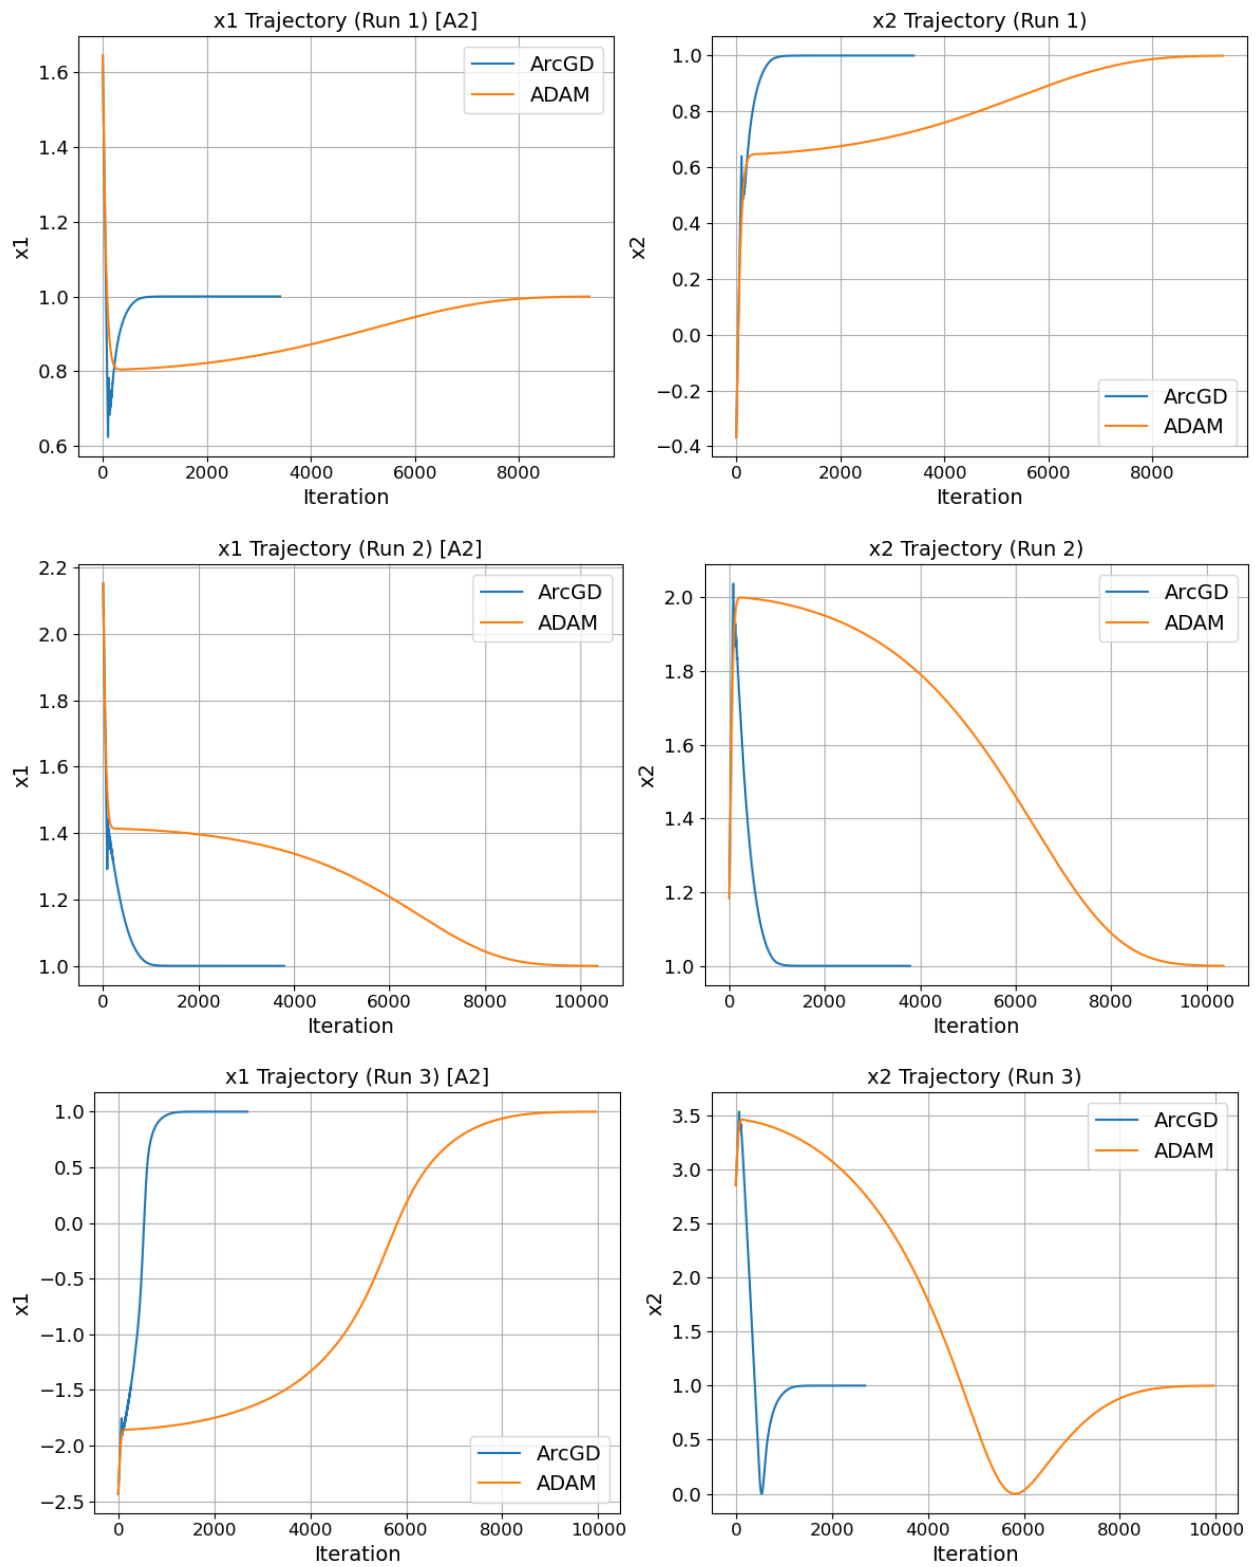 x1 Trajectory (Run 1) [A2]
1.6
1.4
1.2
1.0
0.8
0.6
x1
0
2000
4000
6000
8000
Iteration
ArcGD
ADAM
x2 Trajectory (Run 1)
1.0
0.8
0.6
0.4
0.2
0.0
−0.2
−0.4
x2
0
2000
4000
6000
8000
Iteration
ArcGD
ADAM
x1 Trajectory (Run 2) [A2]
2.2
2.0
1.8
1.6
1.4
1.2
1.0
x1
0
2000
4000
6000
8000
10000
Iteration
ArcGD
ADAM
x2 Trajectory (Run 2)
2.0
1.8
1.6
1.4
1.2
1.0
x2
0
2000
4000
6000
8000
10000
Iteration
ArcGD
ADAM
x1 Trajectory (Run 3) [A2]
1.0
0.5
0.0
−0.5
−1.0
−1.5
−2.0
−2.5
x1
0
2000
4000
6000
8000
10000
Iteration
ArcGD
ADAM
x2 Trajectory (Run 3)
3.5
3.0
2.5
2.0
1.5
1.0
0.5
0.0
x2
0
2000
4000
6000
8000
10000
Iteration
ArcGD
ADAM